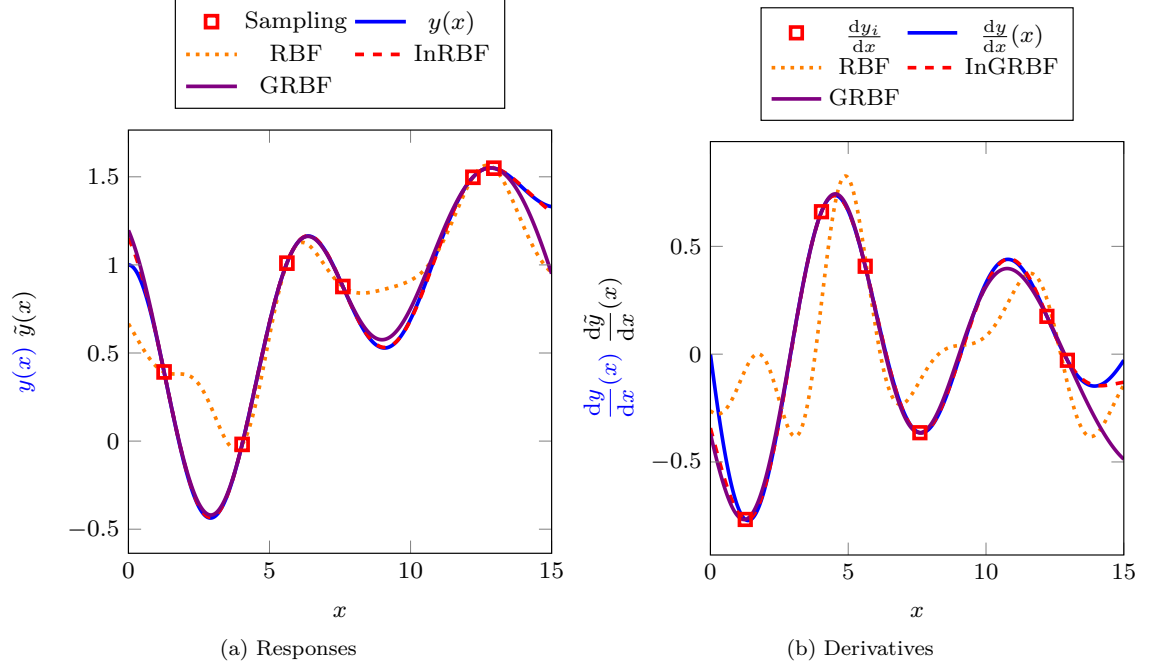 Sampling y(x)
RBF InRBF
GRBF
1.5
1
0.5
0
−0.5
0 5 10 15
x
y(x) ỹ(x)
(a) Responses
dy_i/dx dy/dx(x)
RBF InGRBF
GRBF
0.5
0
−0.5
0 5 10 15
x
dy/dx(x) dỹ/dx(x)
(b) Derivatives